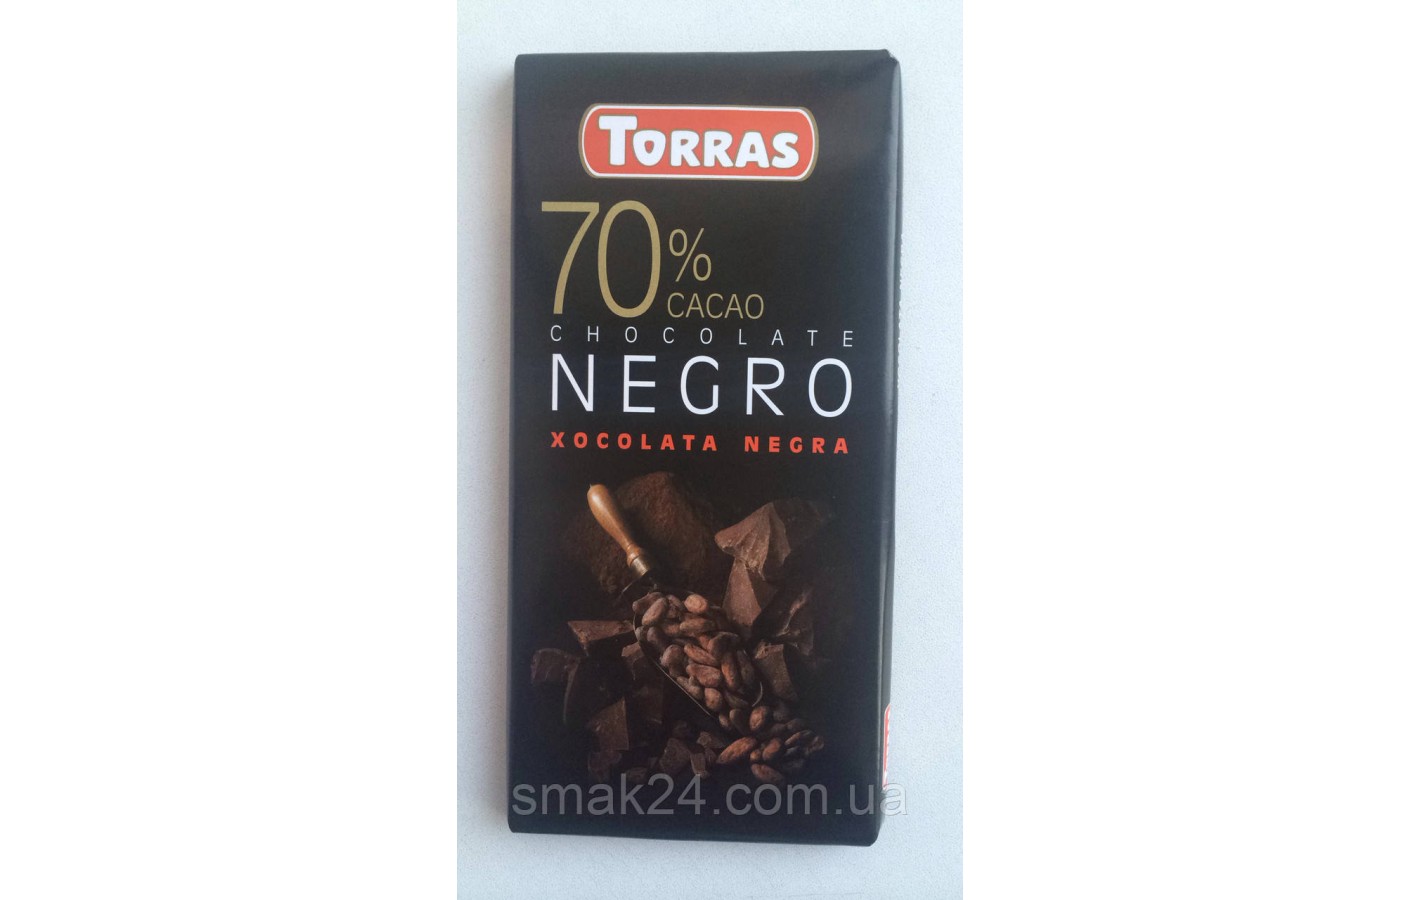 TORRAS
70%
CACAO
CHOCOLATE
NEGRO
XOCOLATA NEGRA
smak24.com.ua